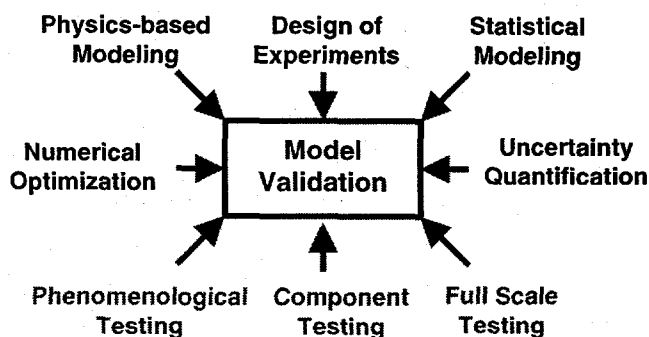 Physics-based
Modeling
Design of
Experiments
Statistical
Modeling
Numerical
Optimization
Model
Validation
Uncertainty
Quantification
Phenomenological
Testing
Component
Testing
Full Scale
Testing